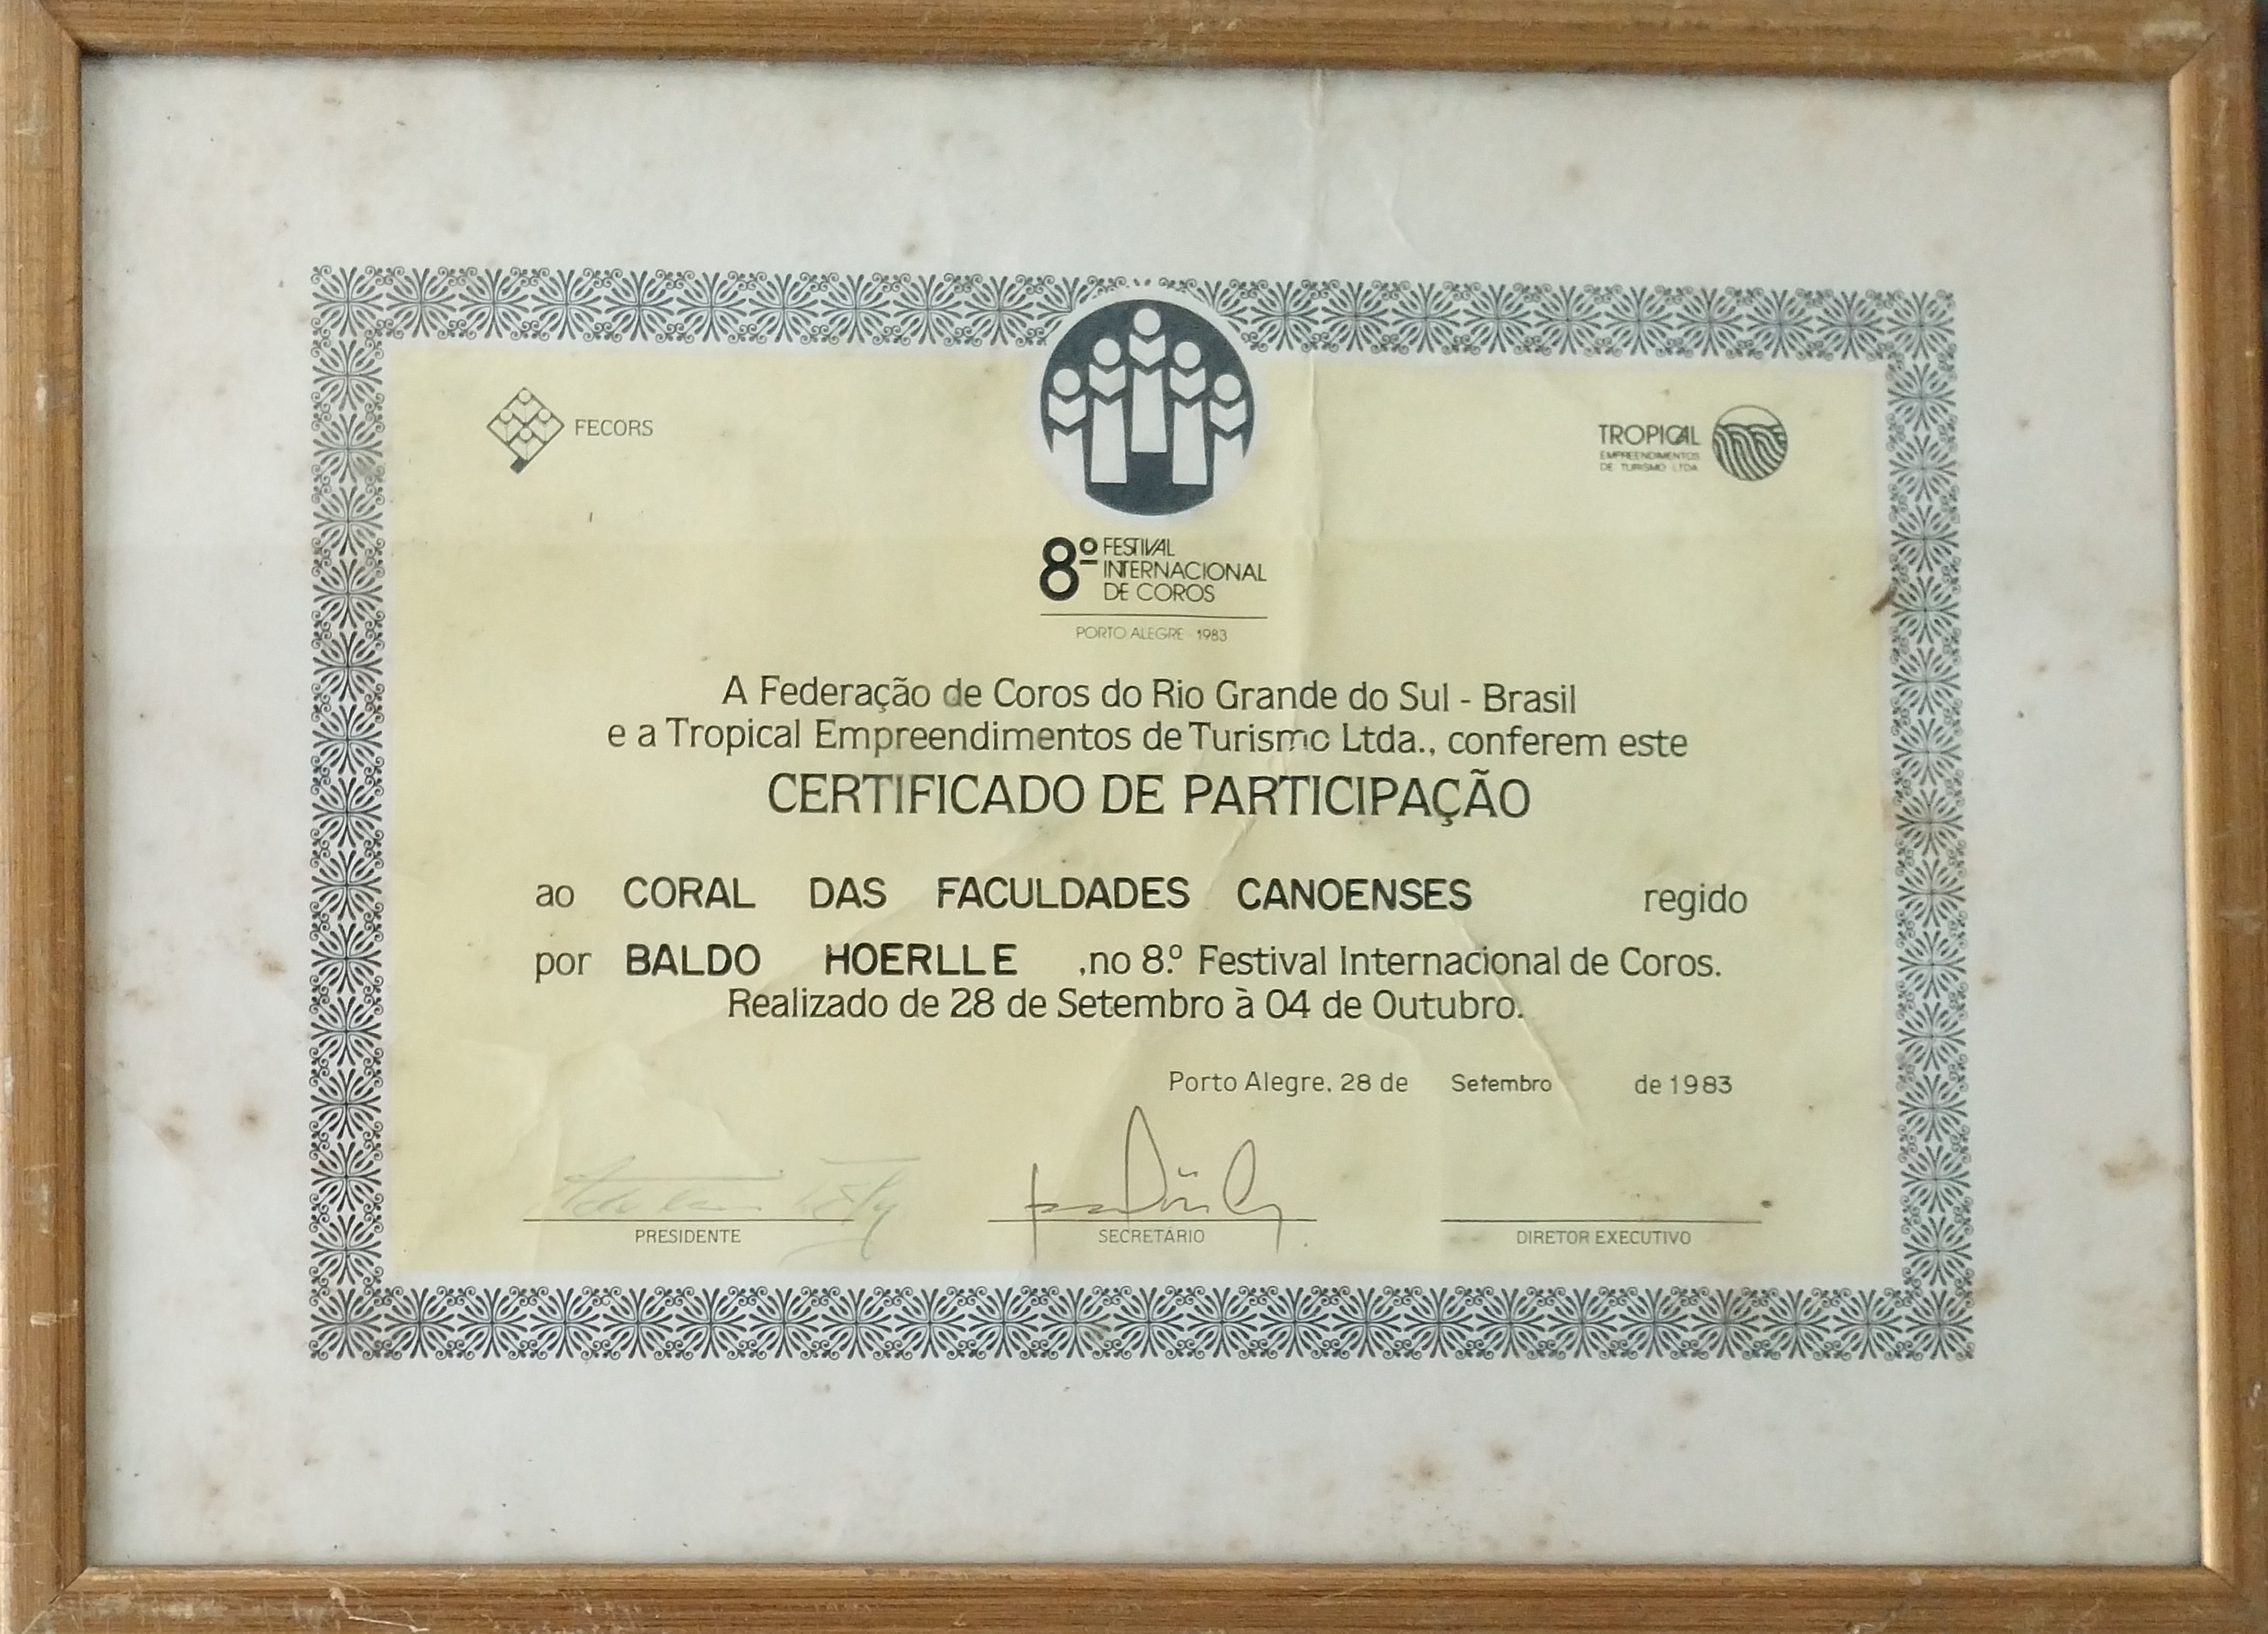 FECORS
TROPICAL
EMPREENDIMENTOS
DE TURISMO LTDA
8º FESTIVAL
INTERNACIONAL
DE COROS
PORTO ALEGRE - 1983
A Federação de Coros do Rio Grande do Sul - Brasil
e a Tropical Empreendimentos de Turismo Ltda., conferem este
CERTIFICADO DE PARTICIPAÇÃO
ao CORAL DAS FACULDADES CANOENSES regido
por BALDO HOERLLE ,no 8.º Festival Internacional de Coros.
Realizado de 28 de Setembro à 04 de Outubro.
Porto Alegre, 28 de Setembro de 1983
PRESIDENTE
SECRETÁRIO
DIRETOR EXECUTIVO